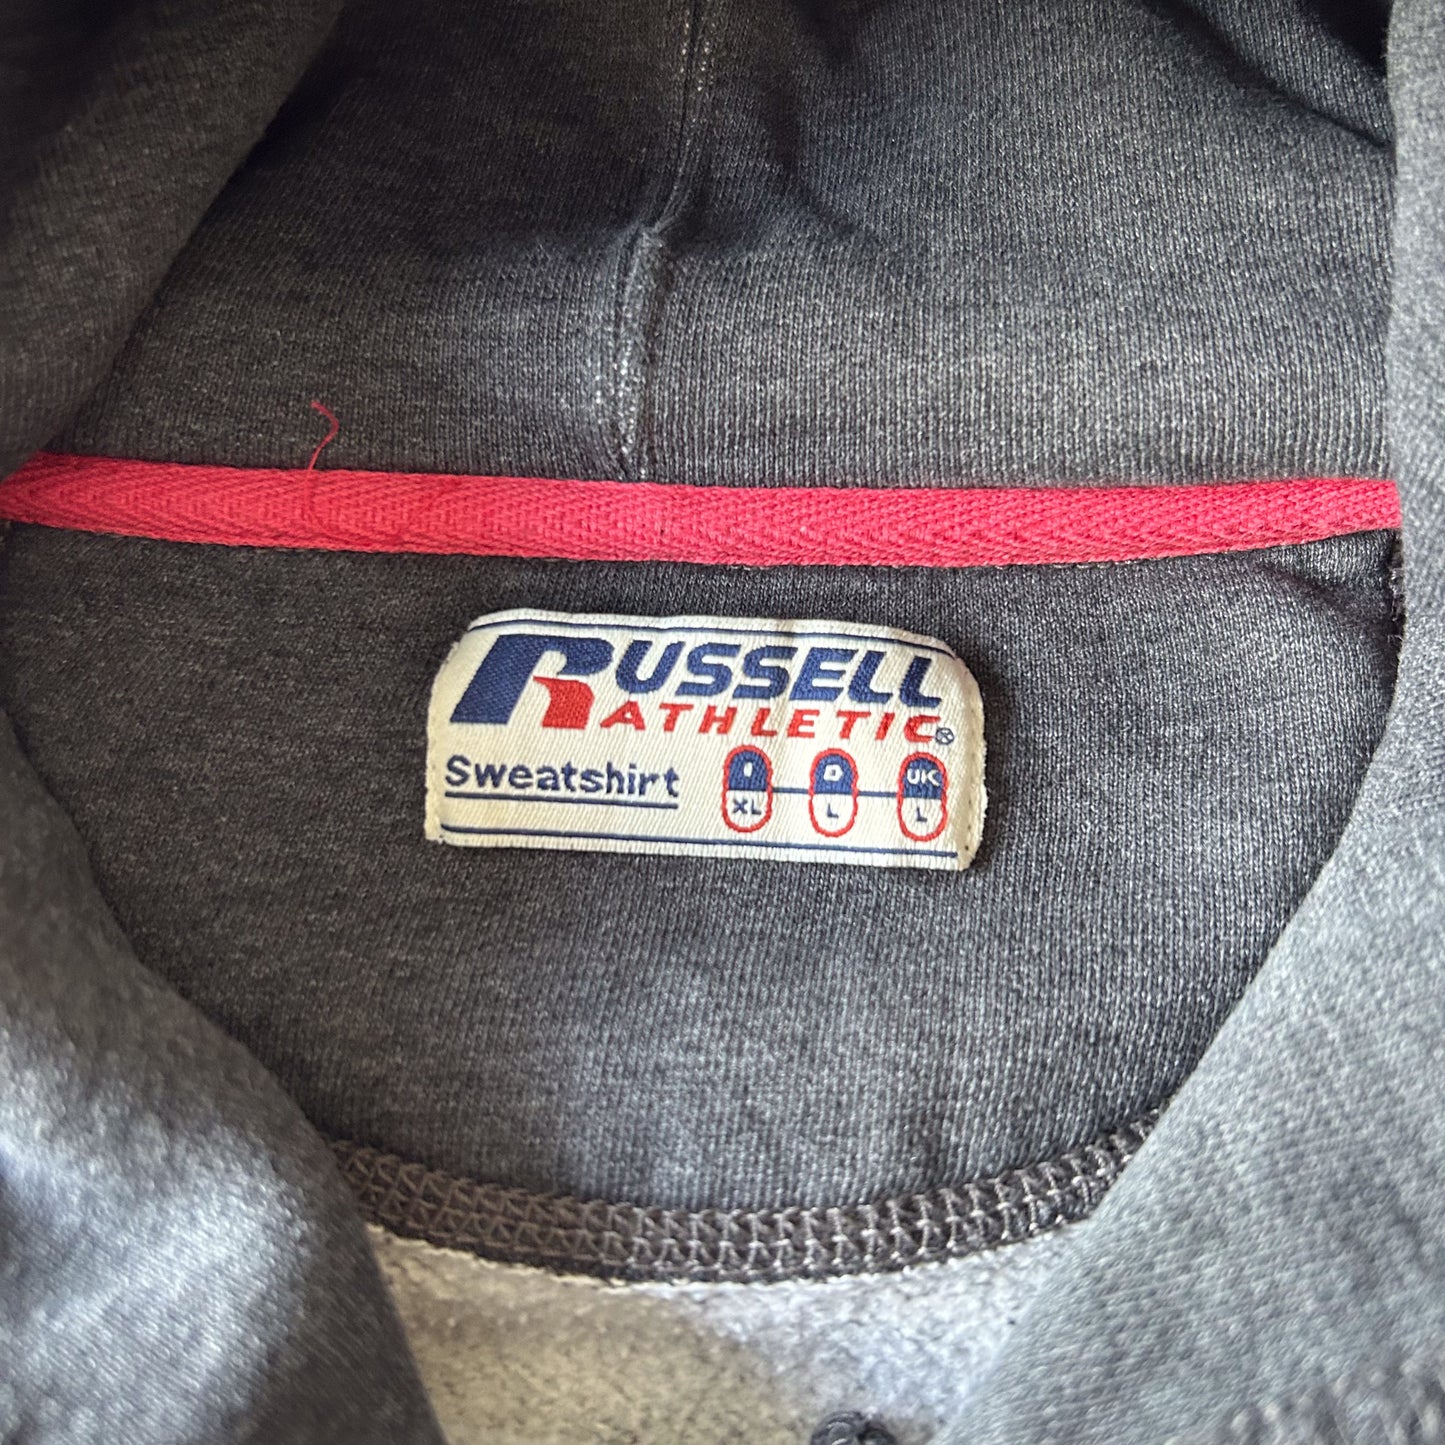 RUSSELL
ATHLETIC®
Sweatshirt
I D UK
XL L L